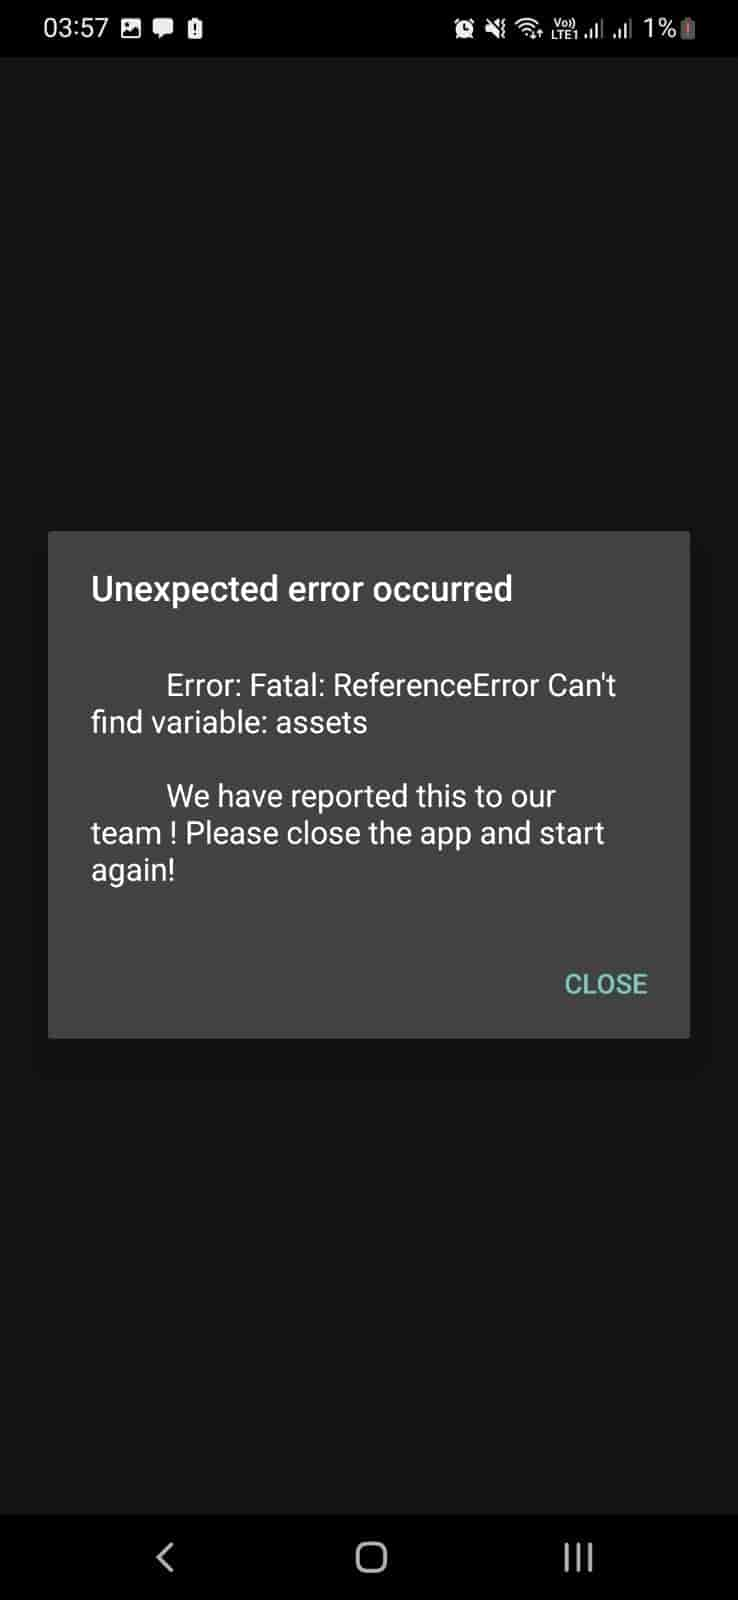 03:57
Vo)) LTE1 1%
Unexpected error occurred
Error: Fatal: ReferenceError Can't
find variable: assets
We have reported this to our
team ! Please close the app and start
again!
CLOSE